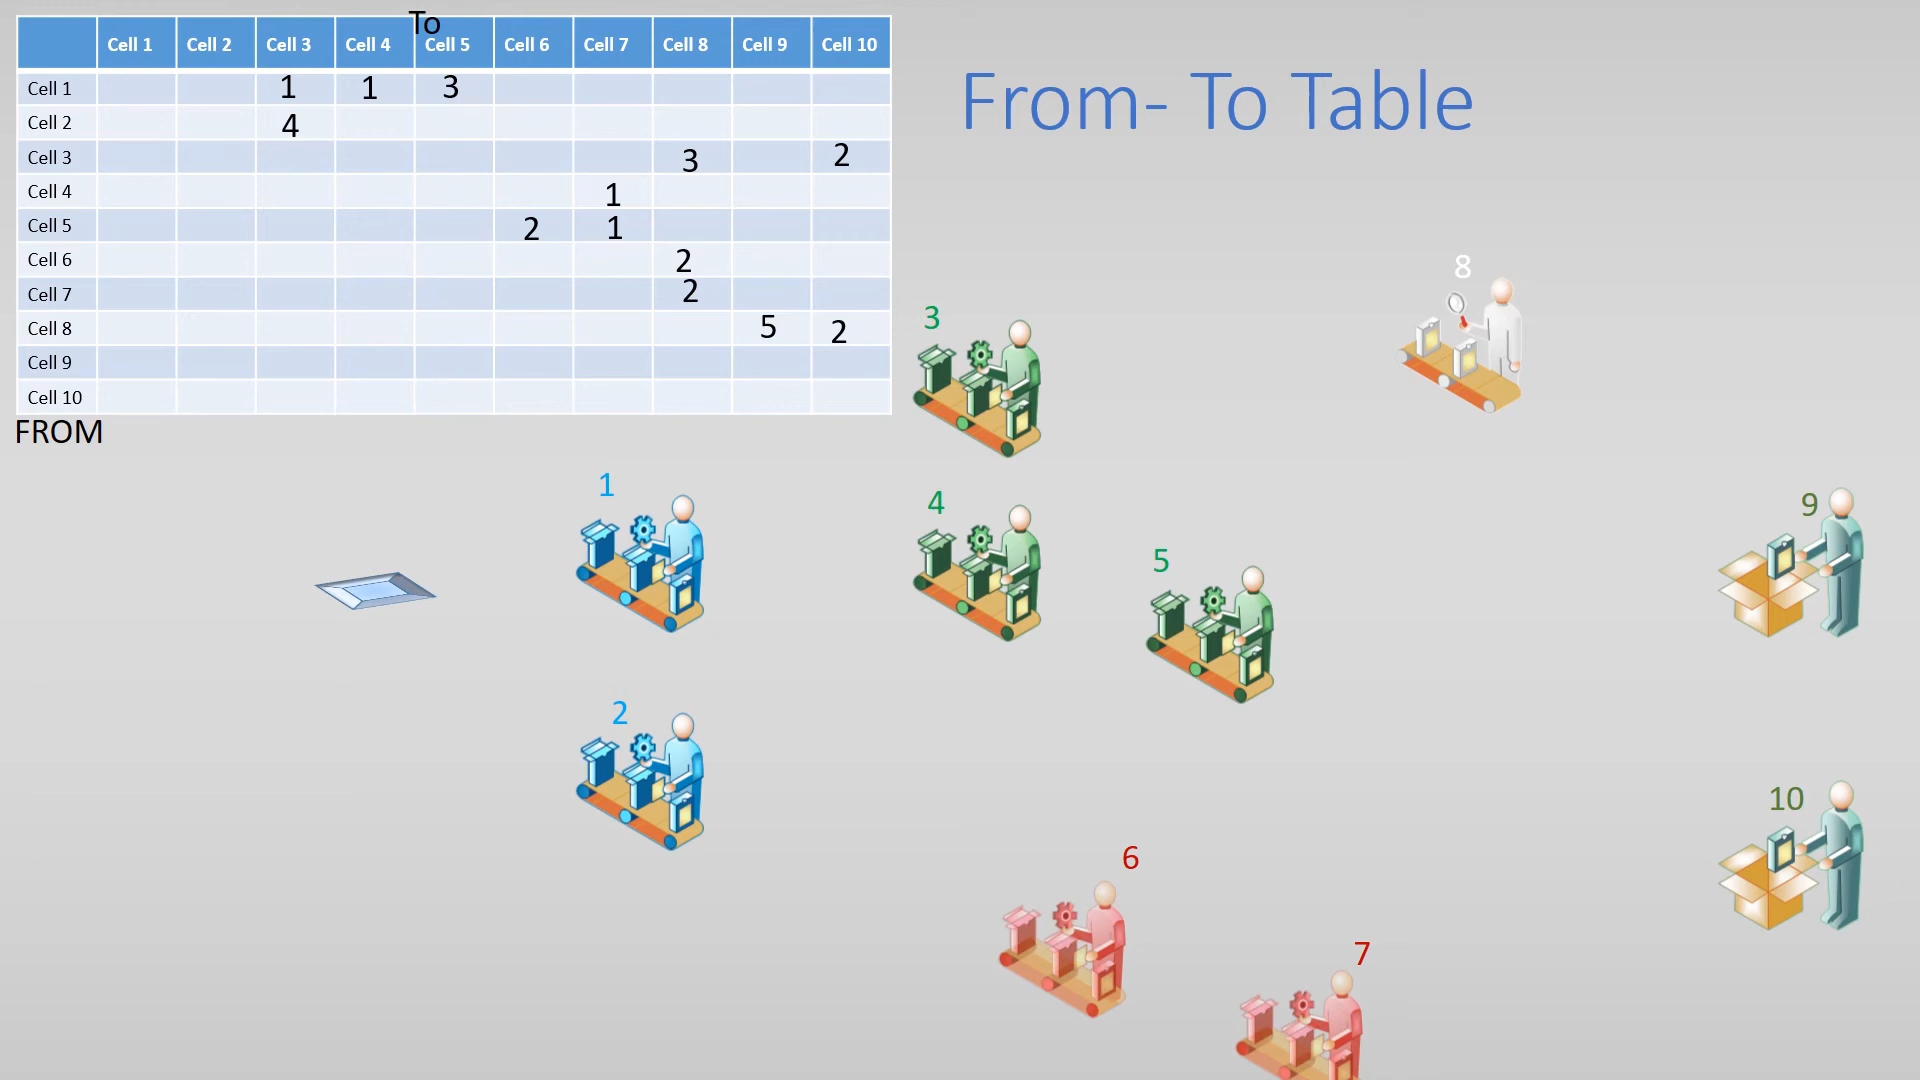 To
Cell 1 Cell 2 Cell 3 Cell 4 Cell 5 Cell 6 Cell 7 Cell 8 Cell 9 Cell 10
Cell 1 1 1 3
Cell 2 4
Cell 3 3 2
Cell 4 1
Cell 5 2 1
Cell 6 2
Cell 7 2
Cell 8 5 2
Cell 9
Cell 10
FROM
From- To Table
8
3
1
4
9
5
2
10
6
7